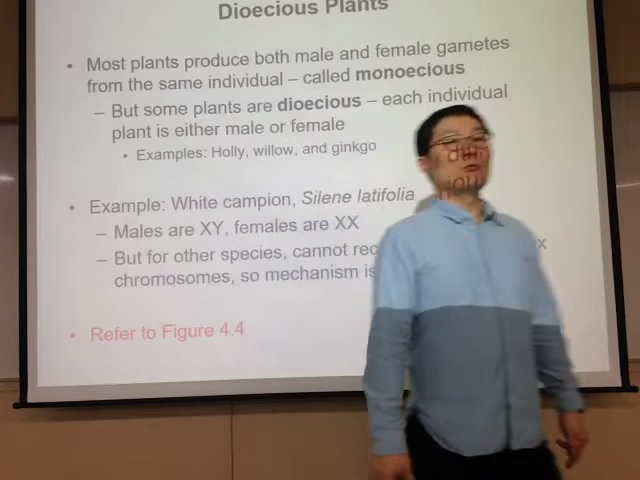 Dioecious Plants
• Most plants produce both male and female gametes
from the same individual – called monoecious
– But some plants are dioecious – each individual
plant is either male or female
• Examples: Holly, willow, and ginkgo
• Example: White campion, Silene latifolia
– Males are XY, females are XX
– But for other species, cannot rec x
chromosomes, so mechanism is
• Refer to Figure 4.4